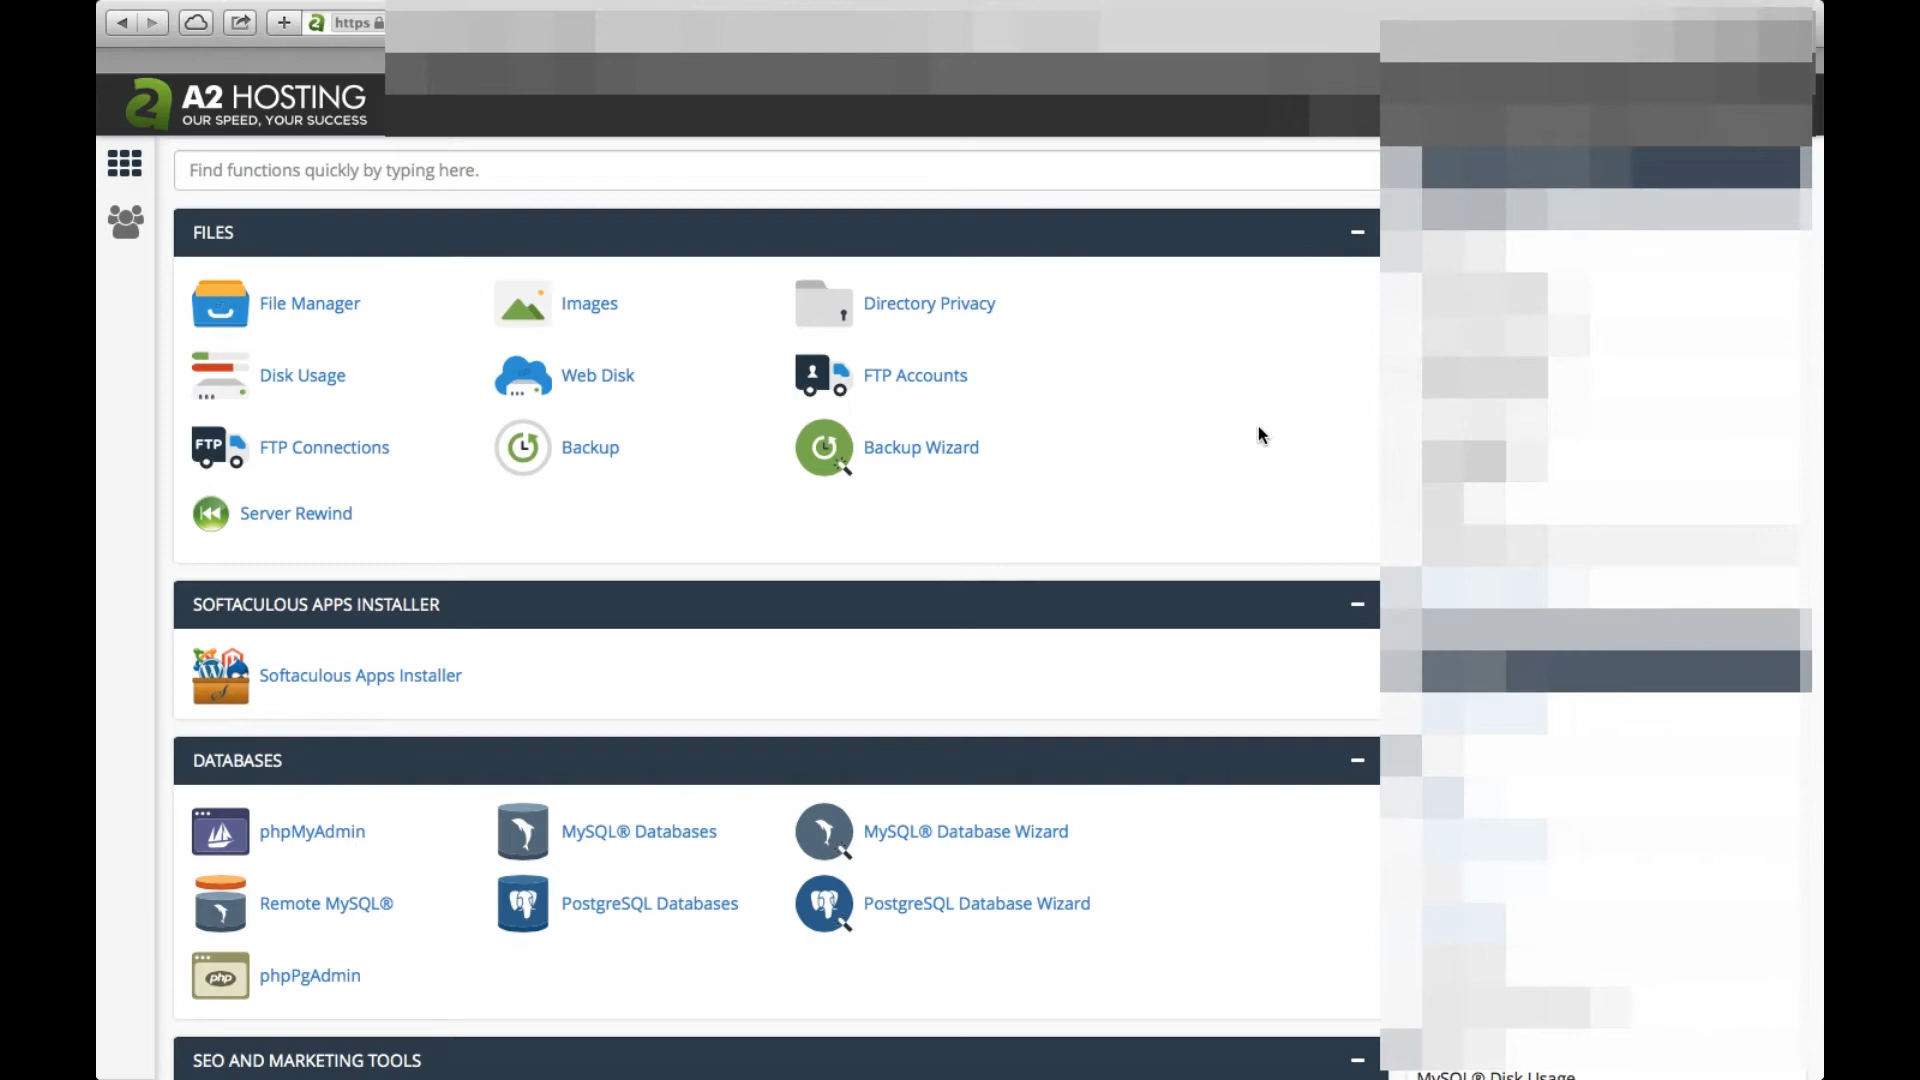 https
A2 HOSTING
OUR SPEED, YOUR SUCCESS
Find functions quickly by typing here.
FILES
File Manager
Images
Directory Privacy
Disk Usage
Web Disk
FTP Accounts
FTP
FTP Connections
Backup
Backup Wizard
Server Rewind
SOFTACULOUS APPS INSTALLER
Softaculous Apps Installer
DATABASES
phpMyAdmin
MySQL® Databases
MySQL® Database Wizard
Remote MySQL®
PostgreSQL Databases
PostgreSQL Database Wizard
php
phpPgAdmin
SEO AND MARKETING TOOLS
MySQL® Disk Usage